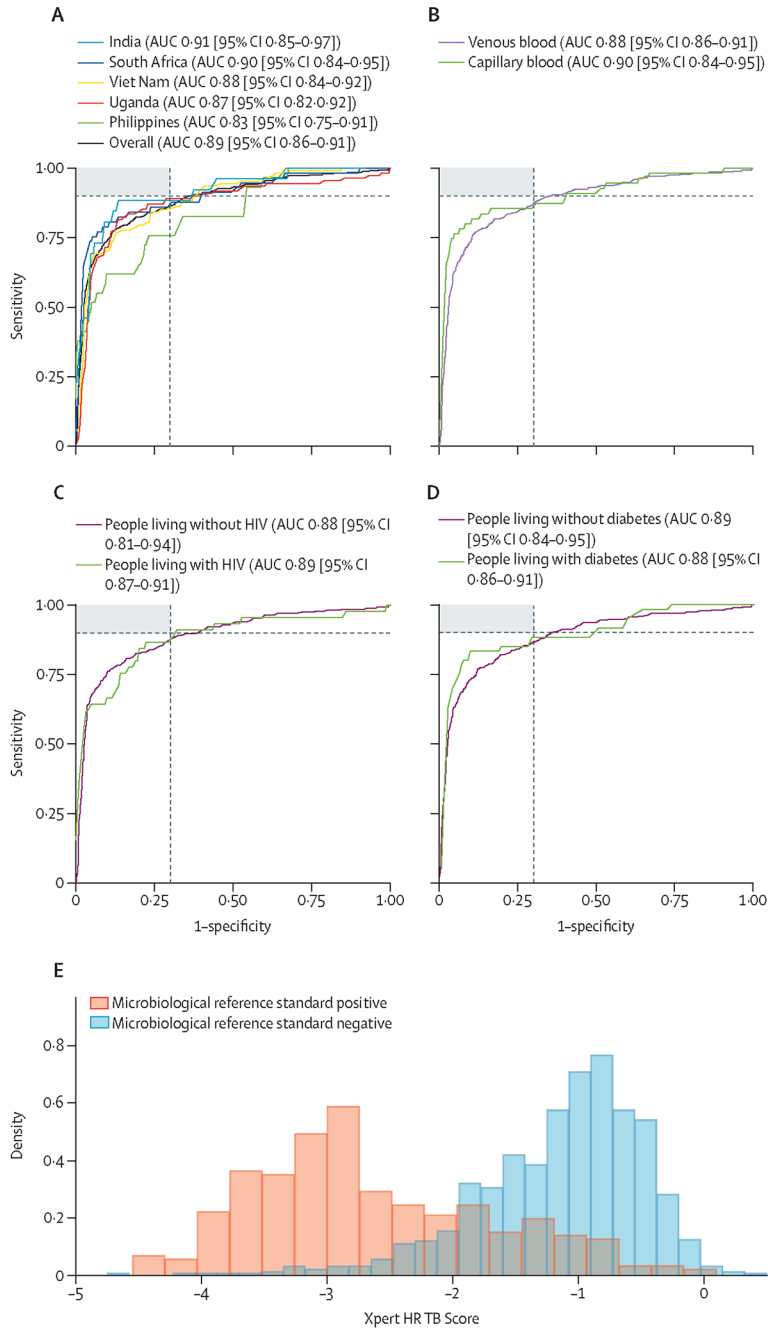 A
India (AUC 0·91 [95% CI 0·85–0·97])
South Africa (AUC 0·90 [95% CI 0·84–0·95])
Viet Nam (AUC 0·88 [95% CI 0·84–0·92])
Uganda (AUC 0·87 [95% CI 0·82·0·92])
Philippines (AUC 0·83 [95% CI 0·75–0·91])
Overall (AUC 0·89 [95% CI 0·86–0·91])
1·00
0·75
0·50
0·25
0
Sensitivity
B
Venous blood (AUC 0·88 [95% CI 0·86–0·91])
Capillary blood (AUC 0·90 [95% CI 0·84–0·95])
C
People living without HIV (AUC 0·88 [95% CI
0·81–0·94])
People living with HIV (AUC 0·89 [95% CI
0·87–0·91])
1·00
0·75
0·50
0·25
0
Sensitivity
0 0·25 0·50 0·75 1·00
1–specificity
D
People living without diabetes (AUC 0·89
[95% CI 0·84–0·95])
People living with diabetes (AUC 0·88 [95% CI
0·86–0·91])
0 0·25 0·50 0·75 1·00
1–specificity
E
Microbiological reference standard positive
Microbiological reference standard negative
0·8
0·6
0·4
0·2
0
Density
–5 –4 –3 –2 –1 0
Xpert HR TB Score